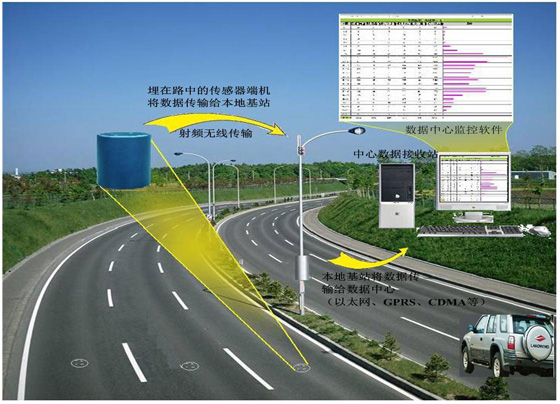 埋在路中的传感器端机
将数据传输给本地基站
射频无线传输
数据中心监控软件
中心数据接收站
本地基站将数据传
输给数据中心
（以太网、GPRS、CDMA等）